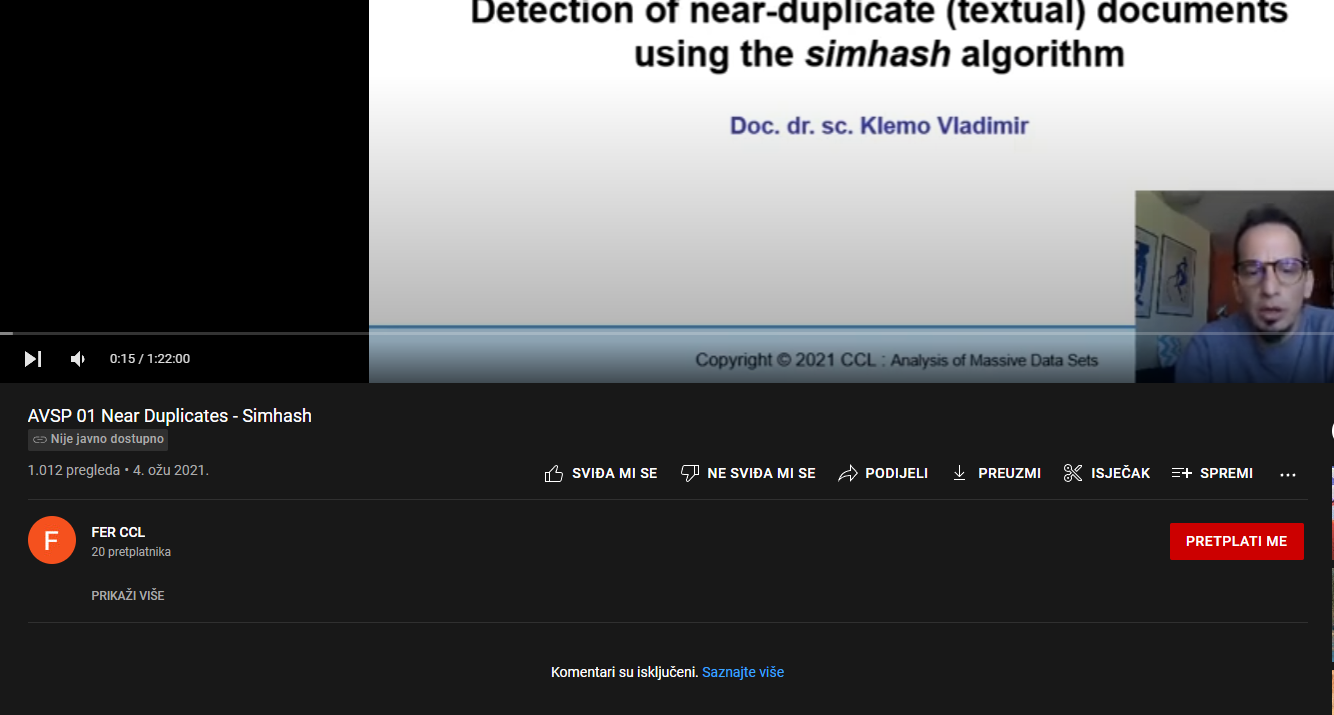 Detection of near-duplicate (textual) documents
using the simhash algorithm
Doc. dr. sc. Klemo Vladimir
0:15 / 1:22:00
Copyright © 2021 CCL : Analysis of Massive Data Sets
AVSP 01 Near Duplicates - Simhash
Nije javno dostupno
1.012 pregleda • 4. ožu 2021.
SVIĐA MI SE
NE SVIĐA MI SE
PODIJELI
PREUZMI
ISJEČAK
SPREMI
F
FER CCL
20 pretplatnika
PRETPLATI ME
PRIKAŽI VIŠE
Komentari su isključeni. Saznajte više